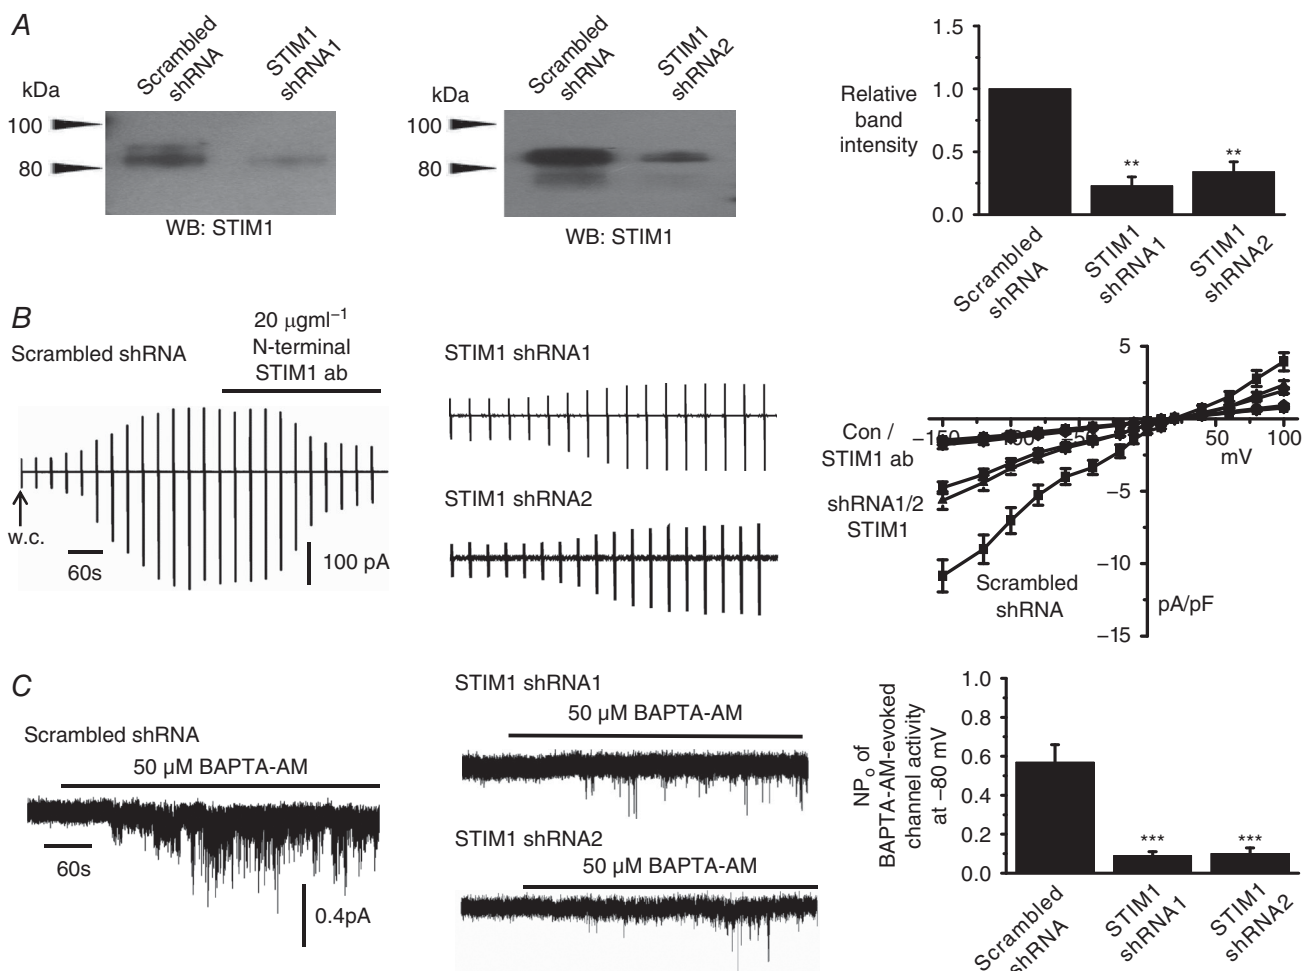 A
kDa
Scrambled
shRNA
STIM1
shRNA1
100
80
WB: STIM1
kDa
Scrambled
shRNA
STIM1
shRNA2
100
80
WB: STIM1
Relative
band
intensity
1.5
1.0
0.5
0.0
**
**
Scrambled
shRNA
STIM1
shRNA1
STIM1
shRNA2
B
Scrambled shRNA
20 µgml⁻¹
N-terminal
STIM1 ab
w.c.
60s
100 pA
STIM1 shRNA1
STIM1 shRNA2
5
−150
−100
−50
50
100
mV
−5
−10
−15
pA/pF
Con /
STIM1 ab
shRNA1/2
STIM1
Scrambled
shRNA
C
Scrambled shRNA
50 µM BAPTA-AM
60s
0.4pA
STIM1 shRNA1
50 µM BAPTA-AM
STIM1 shRNA2
50 µM BAPTA-AM
NPo of
BAPTA-AM-evoked
channel activity
at −80 mV
1.0
0.8
0.6
0.4
0.2
0.0
***
***
Scrambled
shRNA
STIM1
shRNA1
STIM1
shRNA2